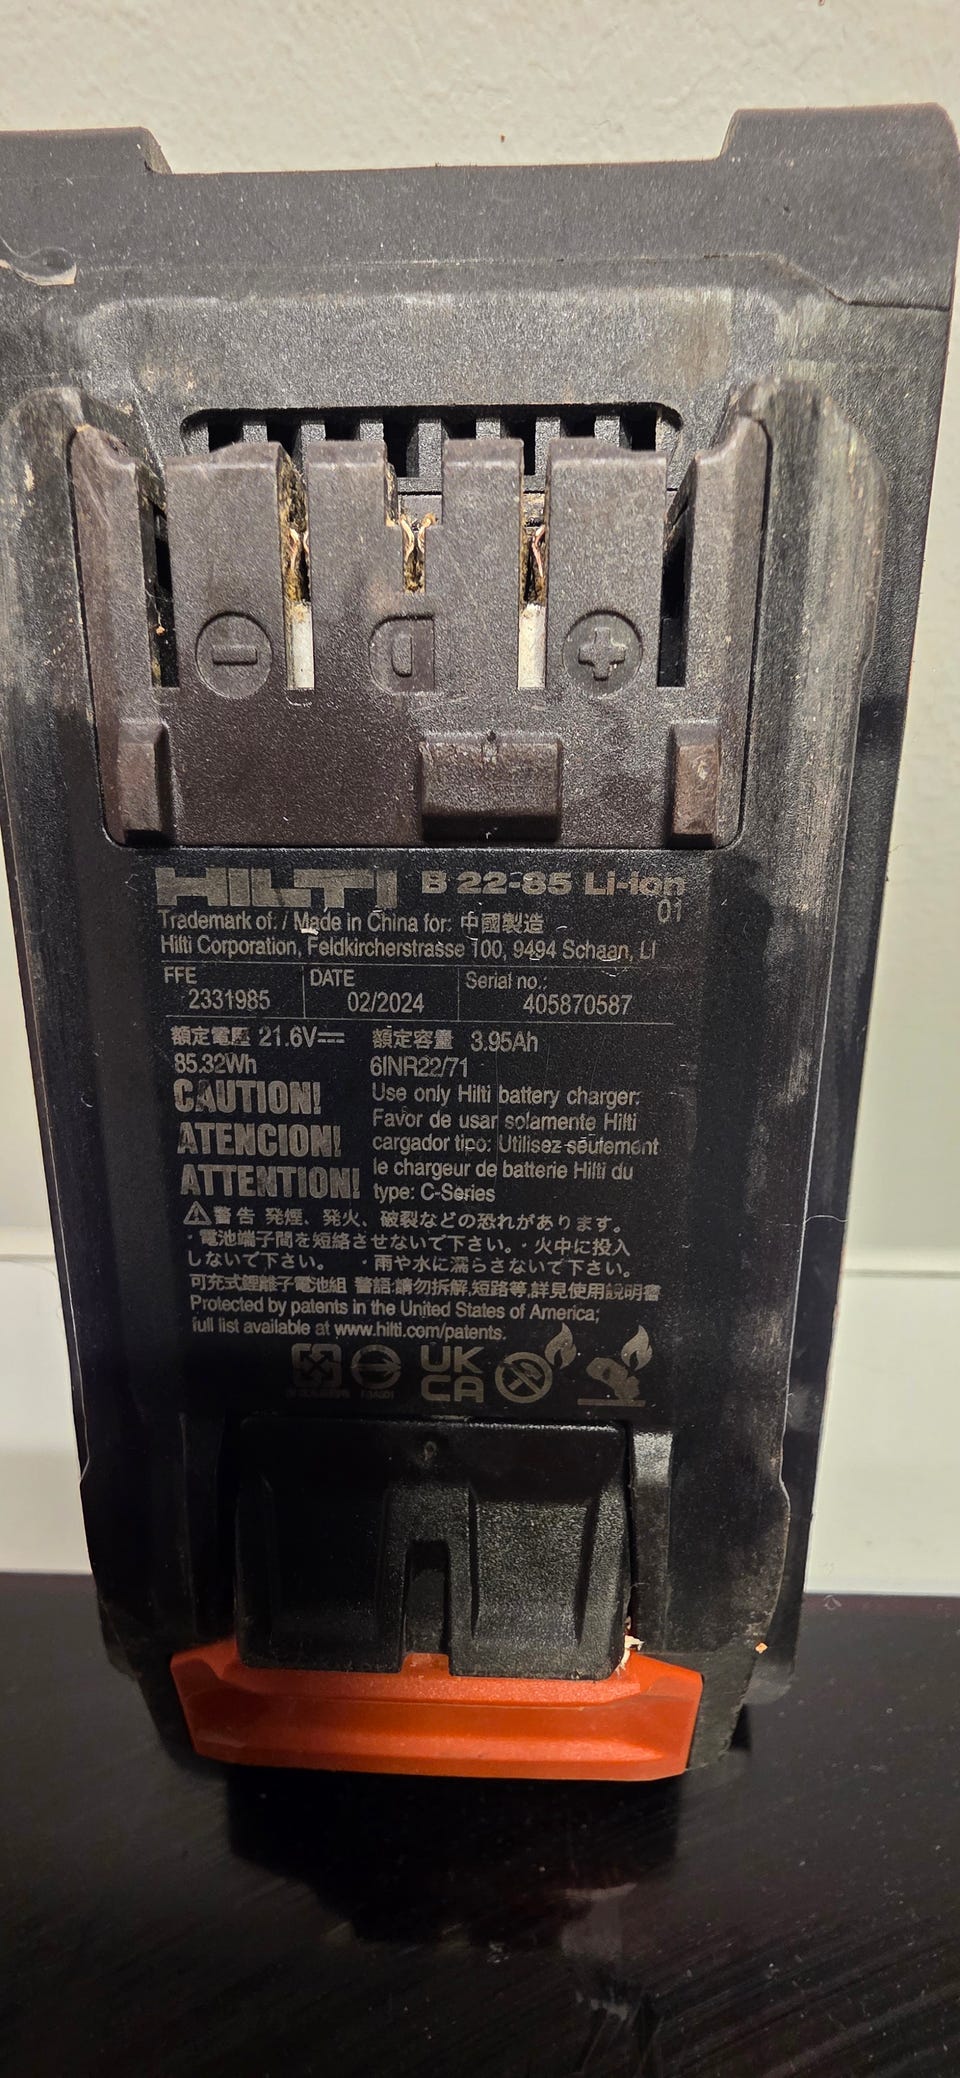 − D +
HILTI B 22-85 Li-ion
01
Trademark of: / Made in China for: 中國製造
Hilti Corporation, Feldkircherstrasse 100, 9494 Schaan, LI
FFE DATE Serial no.:
2331985 02/2024 405870587
額定電壓 21.6V⎓ 額定容量 3.95Ah
85.32Wh 6INR22/71
CAUTION! Use only Hilti battery charger:
ATENCION! Favor de usar solamente Hilti
cargador tipo: Utilisez seulement
ATTENTION! le chargeur de batterie Hilti du
type: C-Series
⚠警告 発煙、発火、破裂などの恐れがあります。
・電池端子間を短絡させないで下さい。・火中に投入
しないで下さい。 ・雨や水に濡らさないで下さい。
可充式鋰離子電池組 警語:請勿拆解,短路等,詳見使用說明書
Protected by patents in the United States of America;
full list available at www.hilti.com/patents.
UK
CA